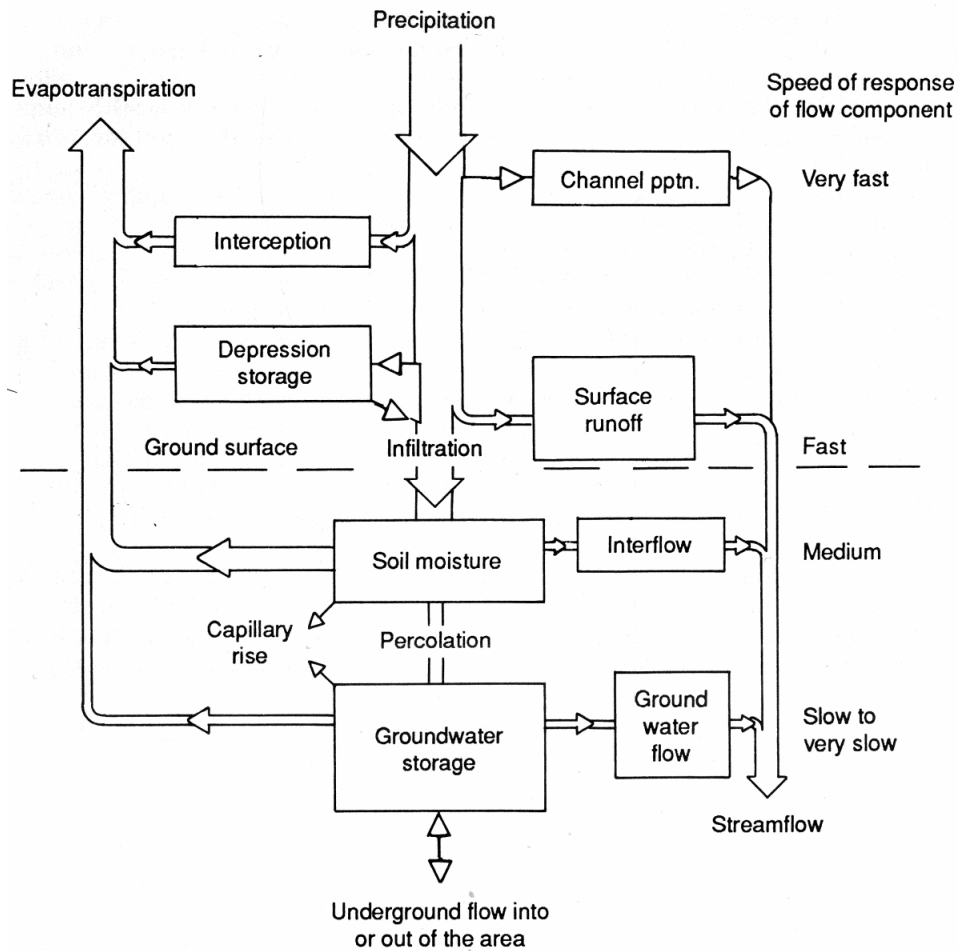 Precipitation
Evapotranspiration
Speed of response
of flow component
Channel pptn.
Very fast
Interception
Depression
storage
Surface
runoff
Ground surface
Infiltration
Fast
Soil moisture
Interflow
Medium
Capillary
rise
Percolation
Groundwater
storage
Ground
water
flow
Slow to
very slow
Streamflow
Underground flow into
or out of the area